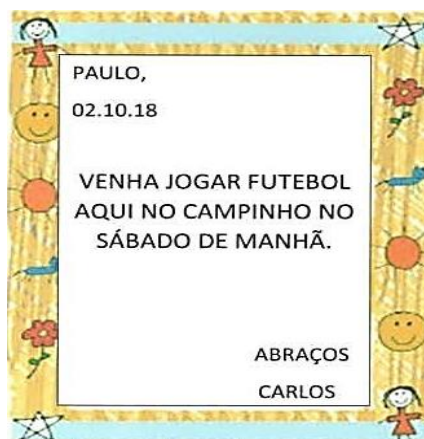 PAULO,
02.10.18
VENHA JOGAR FUTEBOL
AQUI NO CAMPINHO NO
SÁBADO DE MANHÃ.
ABRAÇOS
CARLOS